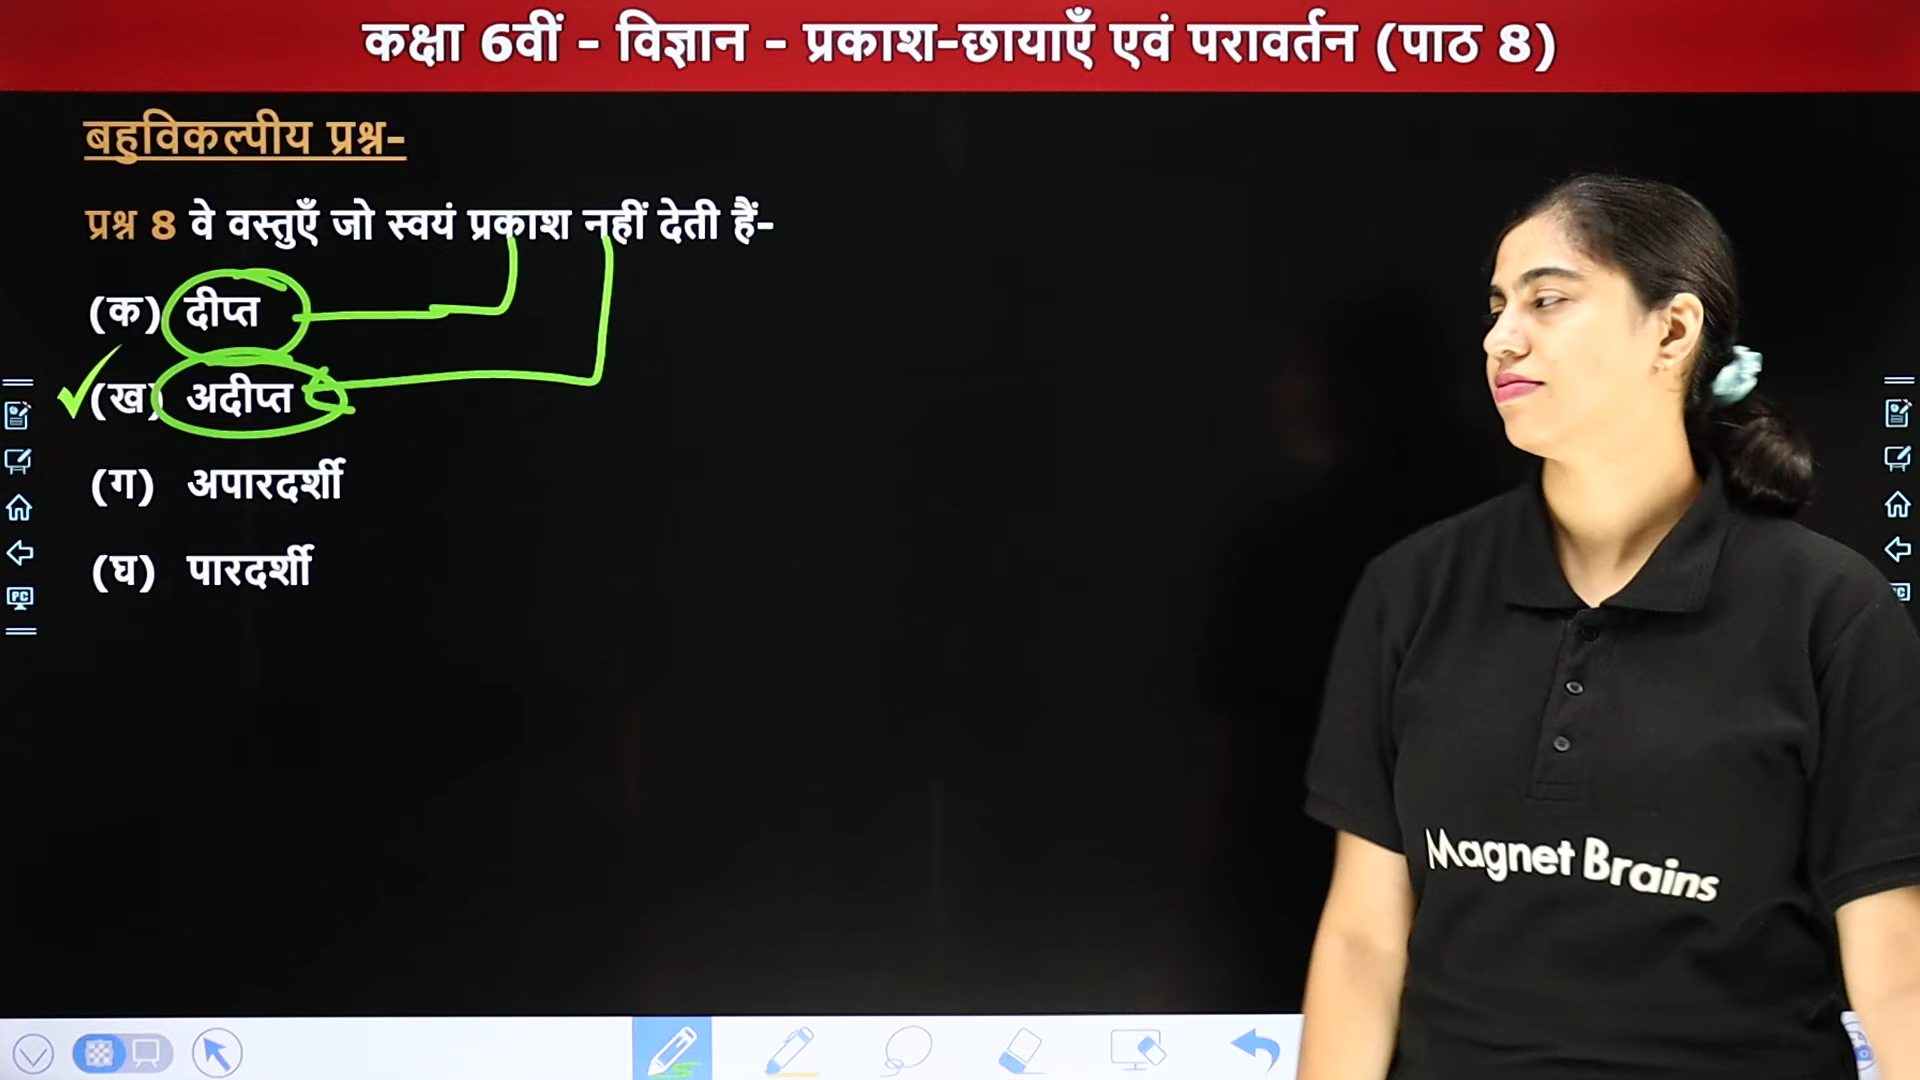 कक्षा 6वीं - विज्ञान - प्रकाश-छायाएँ एवं परावर्तन (पाठ 8)
बहुविकल्पीय प्रश्न-
प्रश्न 8 वे वस्तुएँ जो स्वयं प्रकाश नहीं देती हैं-
(क) दीप्त
(ख) अदीप्त
(ग) अपारदर्शी
(घ) पारदर्शी
Magnet Brains
PC